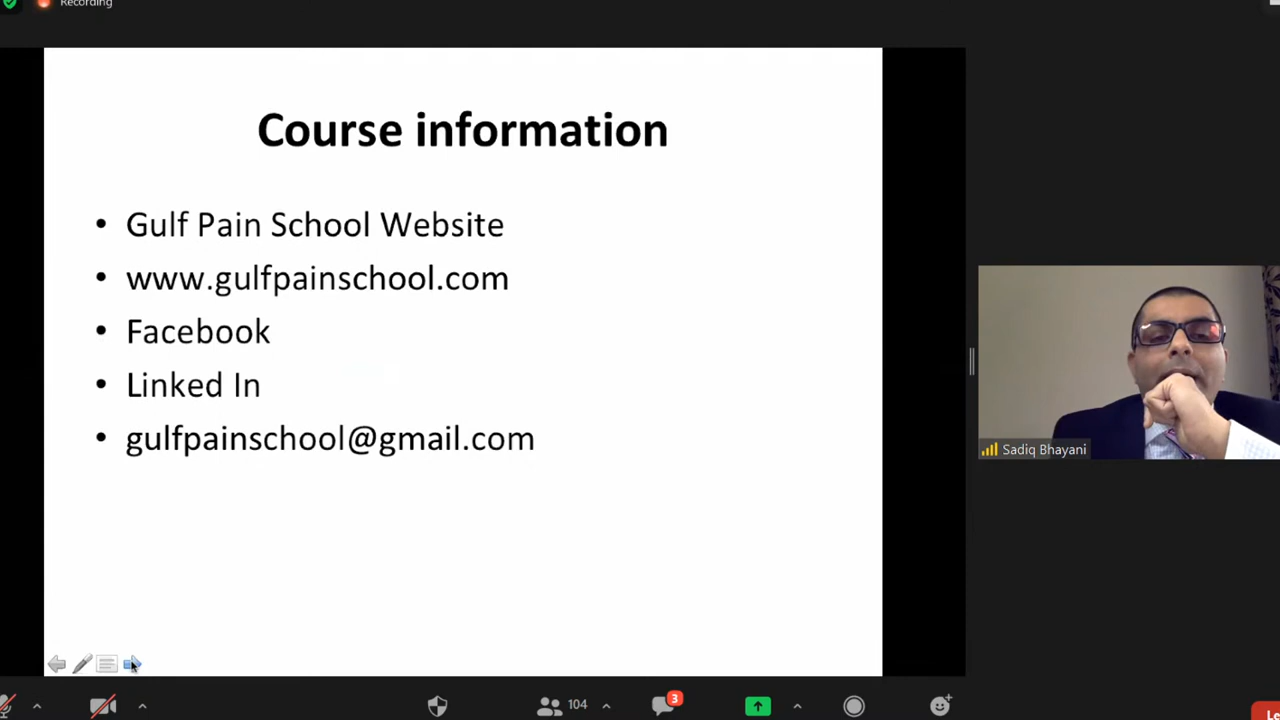 Recording
Course information
• Gulf Pain School Website
• www.gulfpainschool.com
• Facebook
• Linked In
• gulfpainschool@gmail.com
Sadiq Bhayani
104
3